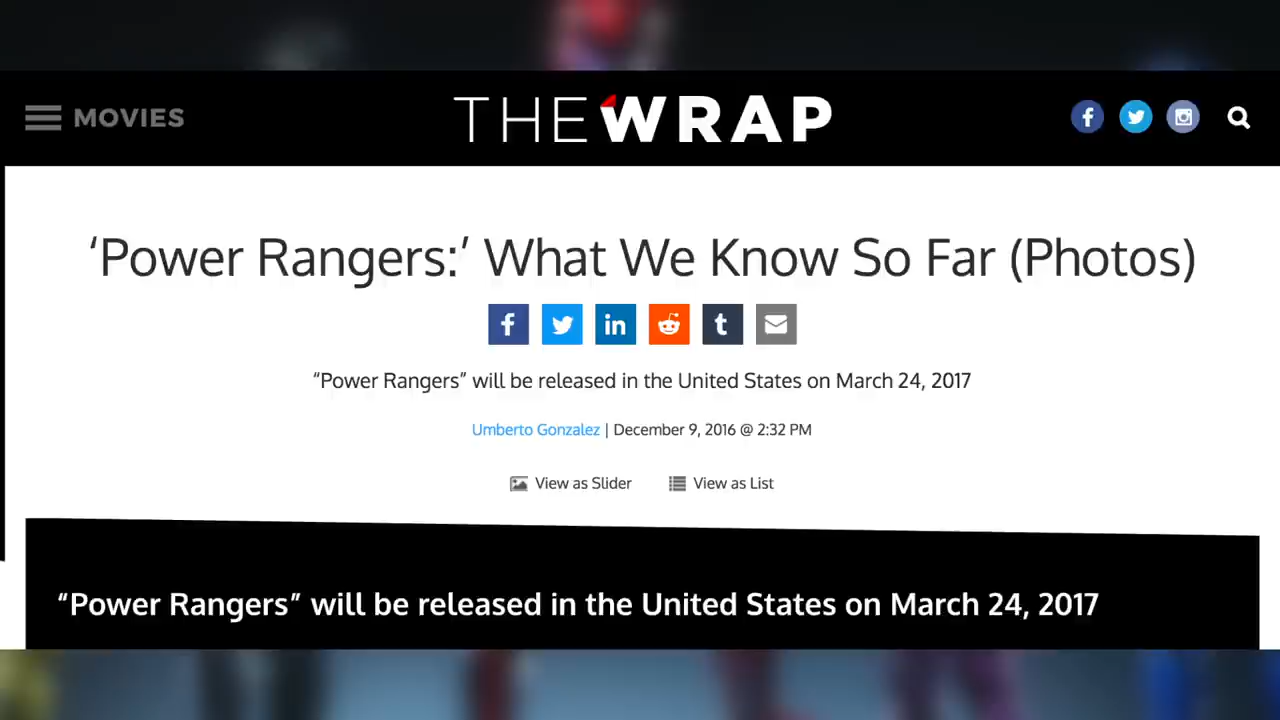 MOVIES
THEWRAP
‘Power Rangers:’ What We Know So Far (Photos)
“Power Rangers” will be released in the United States on March 24, 2017
Umberto Gonzalez | December 9, 2016 @ 2:32 PM
View as Slider View as List
“Power Rangers” will be released in the United States on March 24, 2017